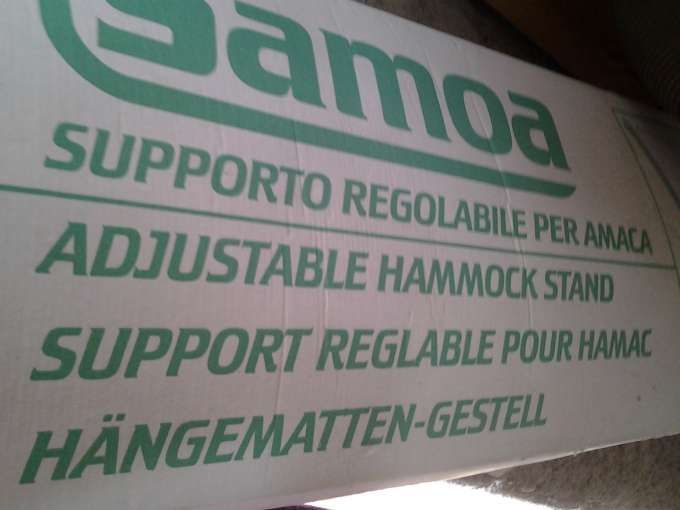 Samoa
SUPPORTO REGOLABILE PER AMACA
ADJUSTABLE HAMMOCK STAND
SUPPORT REGLABLE POUR HAMAC
HÄNGEMATTEN-GESTELL